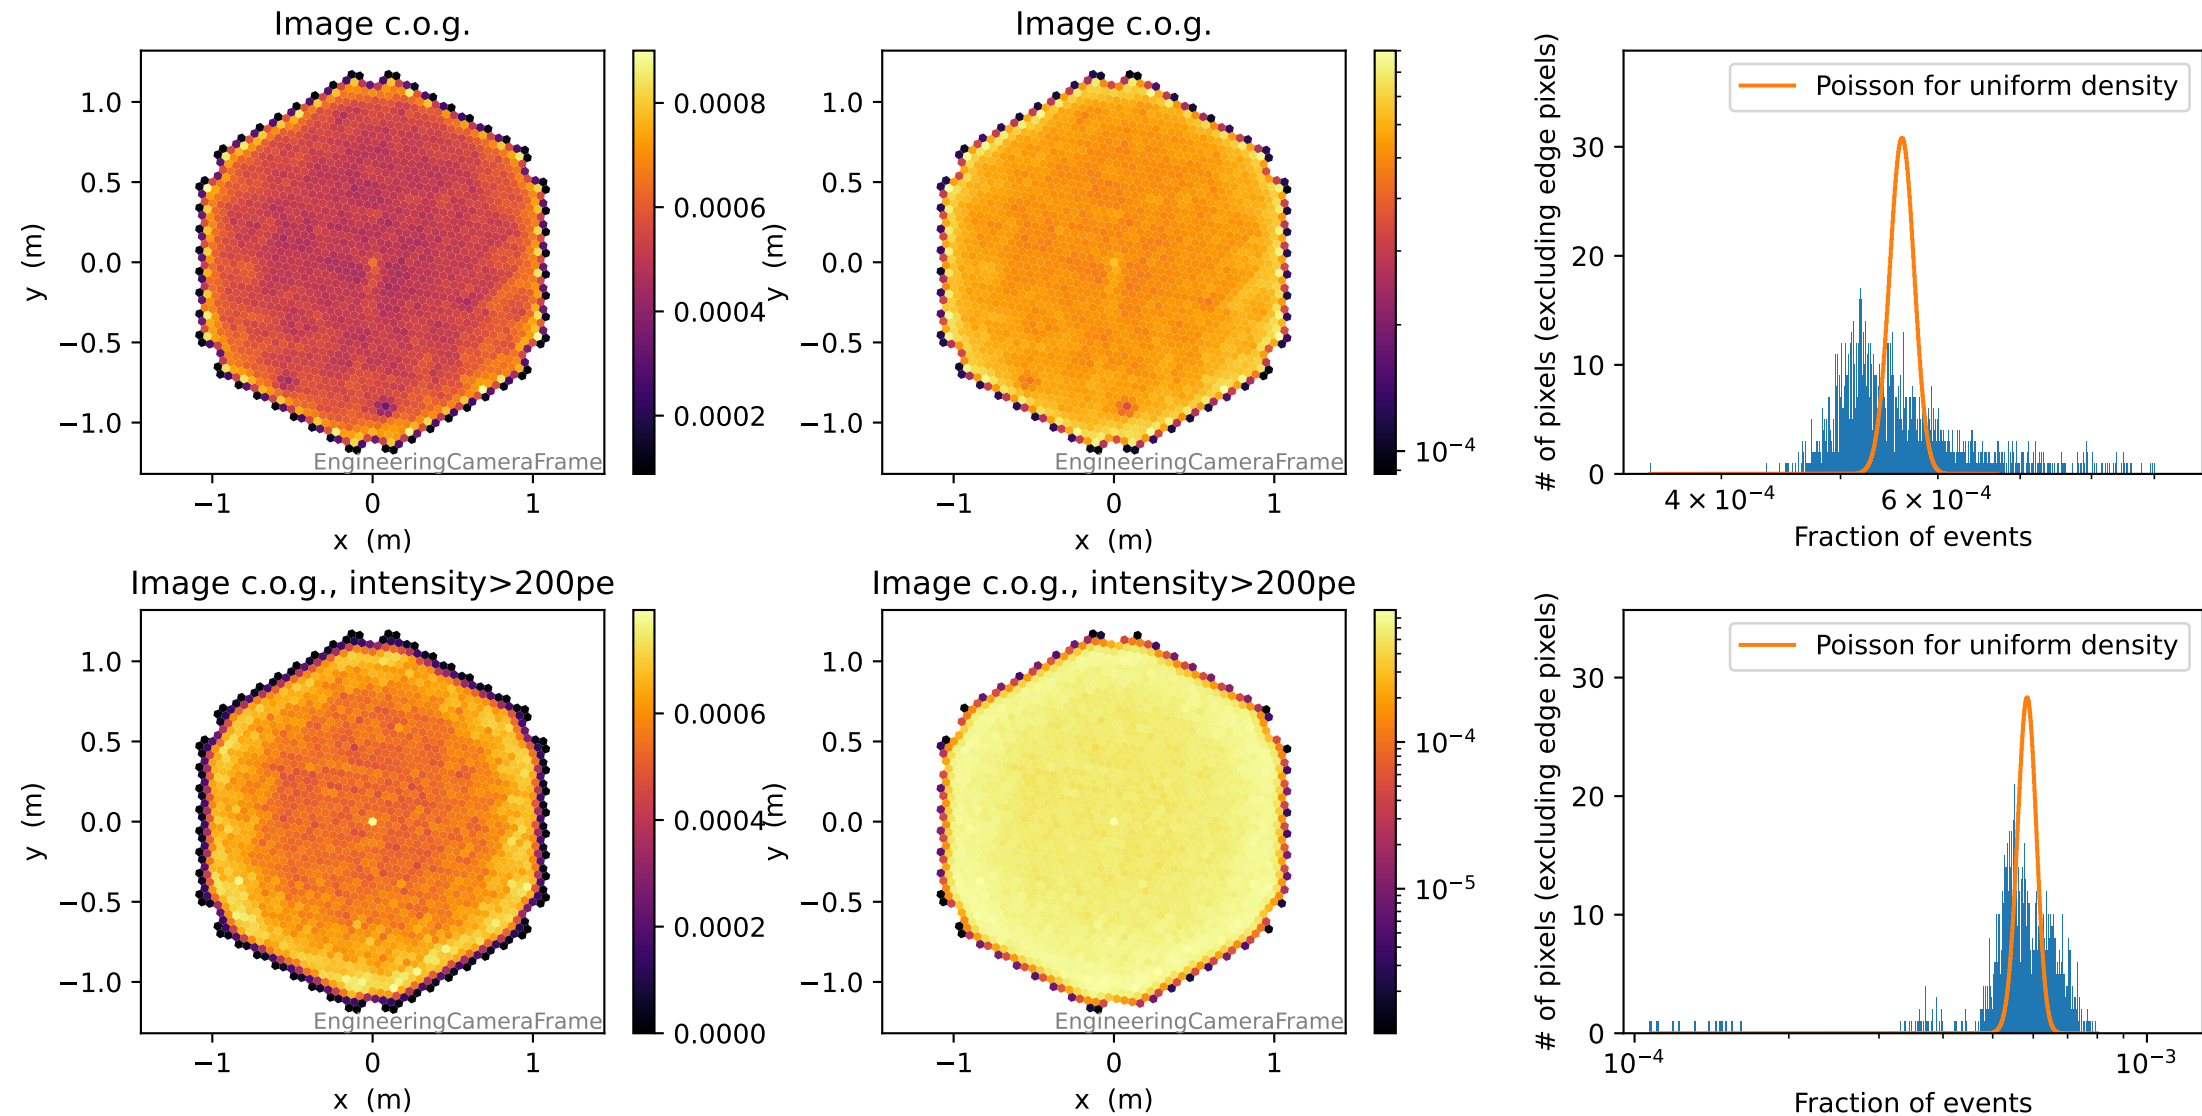 Image c.o.g.
1.0
0.5
0.0
−0.5
−1.0
y (m)
−1
0
1
x (m)
EngineeringCameraFrame
0.0008
0.0006
0.0004
0.0002
Image c.o.g.
1.0
0.5
0.0
−0.5
−1.0
y (m)
−1
0
1
x (m)
EngineeringCameraFrame
10⁻⁴
Poisson for uniform density
30
20
10
0
# of pixels (excluding edge pixels)
4 × 10⁻⁴
6 × 10⁻⁴
Fraction of events
Image c.o.g., intensity>200pe
1.0
0.5
0.0
−0.5
−1.0
y (m)
−1
0
1
x (m)
EngineeringCameraFrame
0.0006
0.0004
0.0002
0.0000
Image c.o.g., intensity>200pe
1.0
0.5
0.0
−0.5
−1.0
y (m)
−1
0
1
x (m)
EngineeringCameraFrame
10⁻⁴
10⁻⁵
Poisson for uniform density
30
20
10
0
# of pixels (excluding edge pixels)
10⁻⁴
10⁻³
Fraction of events